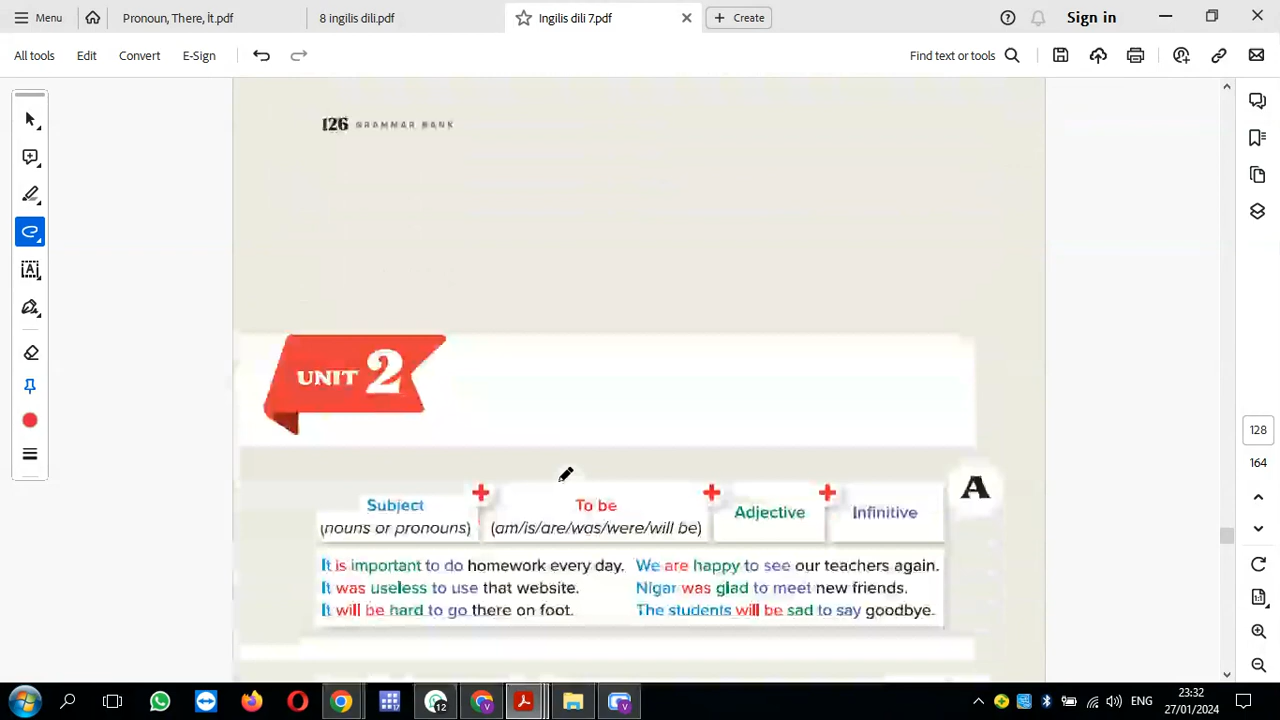 Menu
Pronoun, There, İt.pdf
8 ingilis dili.pdf
Ingilis dili 7.pdf
Create
Sign in
All tools
Edit
Convert
E-Sign
Find text or tools
126 GRAMMAR BANK
UNIT 2
A
Subject + To be + Adjective + Infinitive
(nouns or pronouns) (am/is/are/was/were/will be)
It is important to do homework every day. We are happy to see our teachers again.
It was useless to use that website. Nigar was glad to meet new friends.
It will be hard to go there on foot. The students will be sad to say goodbye.
128
164
12
ENG
23:32
27/01/2024